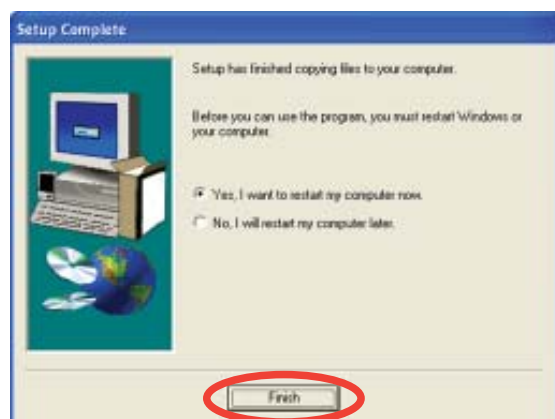 Setup Complete
Setup has finished copying files to your computer.
Before you can use the program, you must restart Windows or
your computer.
Yes, I want to restart my computer now.
No, I will restart my computer later.
Finish